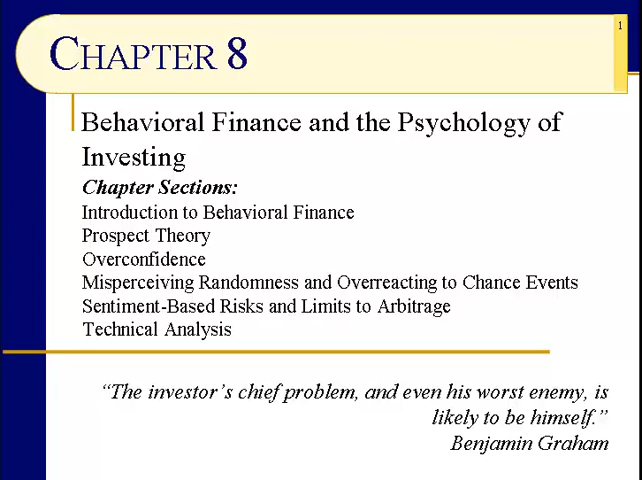 1
CHAPTER 8
Behavioral Finance and the Psychology of
Investing
Chapter Sections:
Introduction to Behavioral Finance
Prospect Theory
Overconfidence
Misperceiving Randomness and Overreacting to Chance Events
Sentiment-Based Risks and Limits to Arbitrage
Technical Analysis
“The investor’s chief problem, and even his worst enemy, is
likely to be himself.”
Benjamin Graham